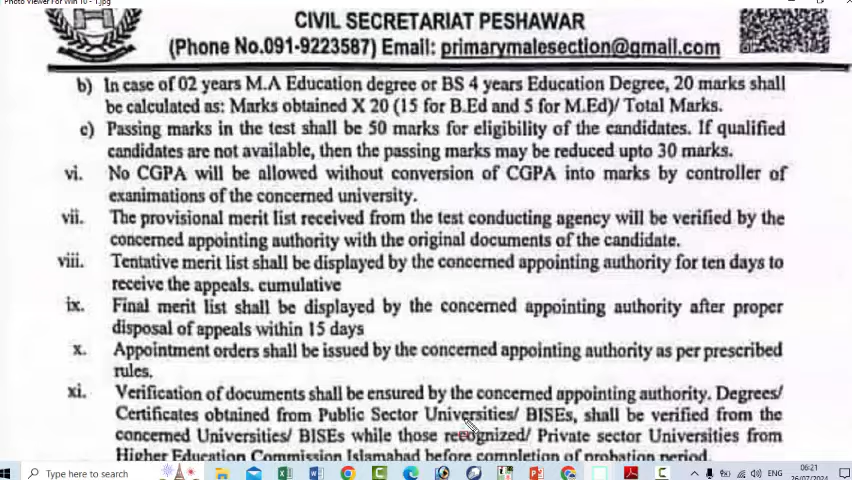 Photo Viewer For Win 10 - 1.jpg
CIVIL SECRETARIAT PESHAWAR
(Phone No.091-9223587) Email: primarymalesection@gmail.com
b) In case of 02 years M.A Education degree or BS 4 years Education Degree, 20 marks shall
be calculated as: Marks obtained X 20 (15 for B.Ed and 5 for M.Ed)/ Total Marks.
c) Passing marks in the test shall be 50 marks for eligibility of the candidates. If qualified
candidates are not available, then the passing marks may be reduced upto 30 marks.
vi. No CGPA will be allowed without conversion of CGPA into marks by controller of
exanimations of the concerned university.
vii. The provisional merit list received from the test conducting agency will be verified by the
concerned appointing authority with the original documents of the candidate.
viii. Tentative merit list shall be displayed by the concerned appointing authority for ten days to
receive the appeals. cumulative
ix. Final merit list shall be displayed by the concerned appointing authority after proper
disposal of appeals within 15 days
x. Appointment orders shall be issued by the concerned appointing authority as per prescribed
rules.
xi. Verification of documents shall be ensured by the concerned appointing authority. Degrees/
Certificates obtained from Public Sector Universities/ BISEs, shall be verified from the
concerned Universities/ BISEs while those recognized/ Private sector Universities from
Higher Education Commission Islamabad before completion of probation period.
Type here to search
ENG
06:21
26/07/2024